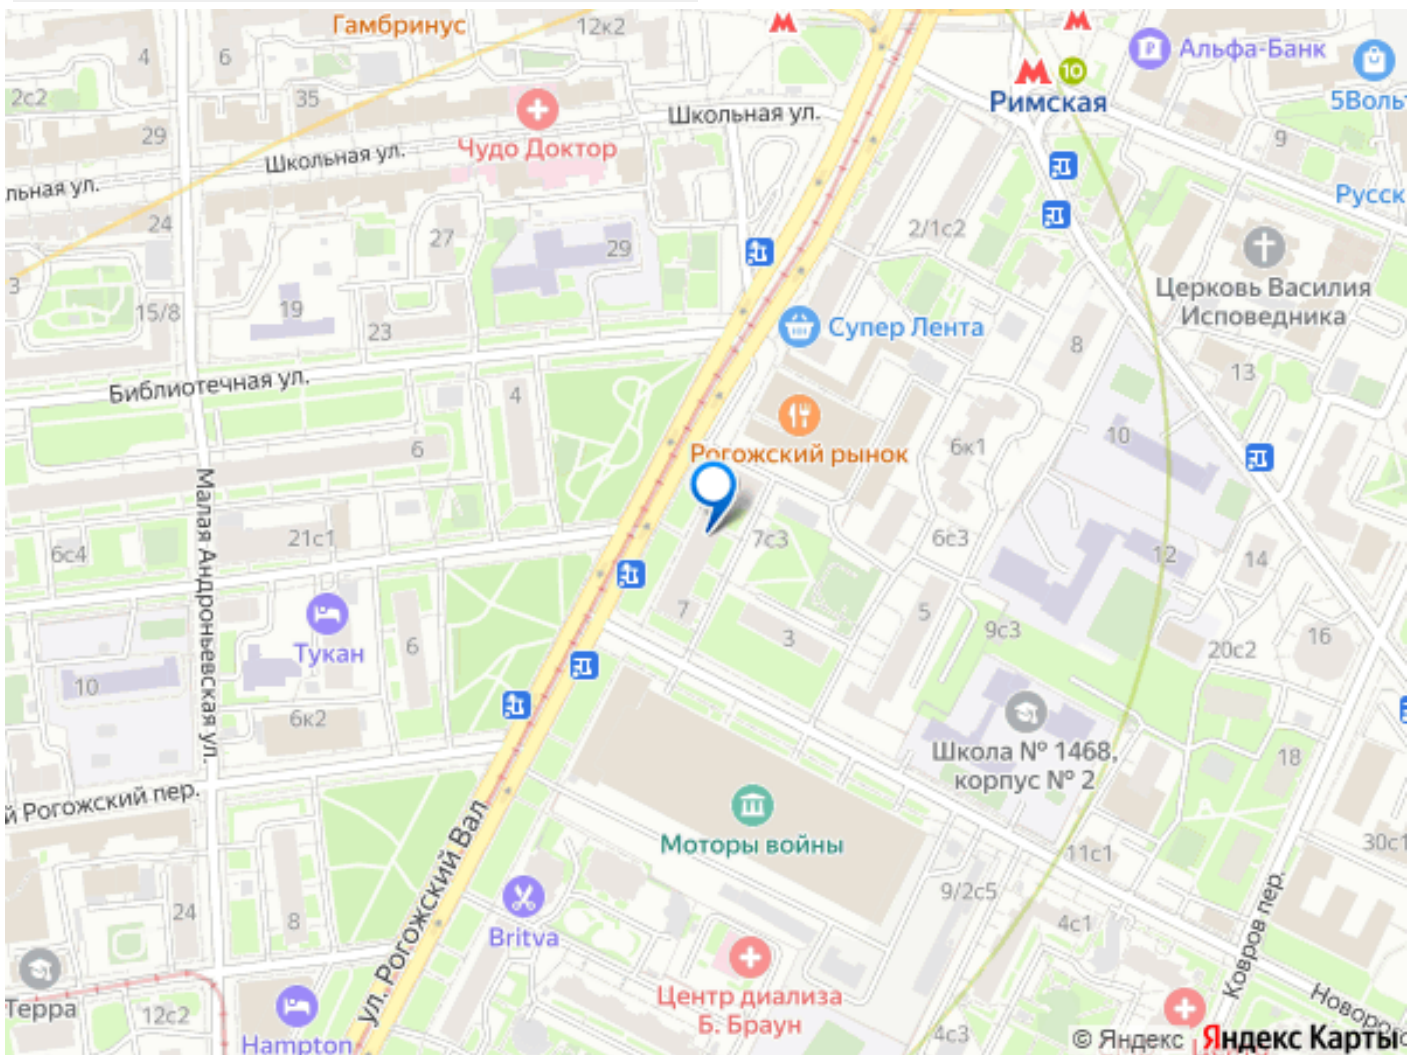 Гамбринус
12к2
М
М
Альфа-Банк
4
6
М
10
2с2
35
Римская
5Вольт
Школьная ул.
29
Чудо Доктор
9
Школьная ул.
льная ул.
Русск
24
27
29
2/1с2
Церковь Василия
Исповедника
3
19
15/8
23
Супер Лента
8
13
Библиотечная ул.
4
10
6
Рогожский рынок
6к1
Малая Андроньевская ул.
21с1
6с4
7с3
6с3
12
14
7
5
3
9с3
16
20с2
Тукан
6
10
6к2
Школа № 1468,
корпус № 2
18
й Рогожский пер.
Моторы войны
30с1
11с1
ул. Рогожский Вал
9/2с5
24
8
4с1
Britva
Ковров пер.
Терра
12с2
Центр диализа
Б. Браун
Новоро
Hampton
4с3
© Яндекс Яндекс Карты